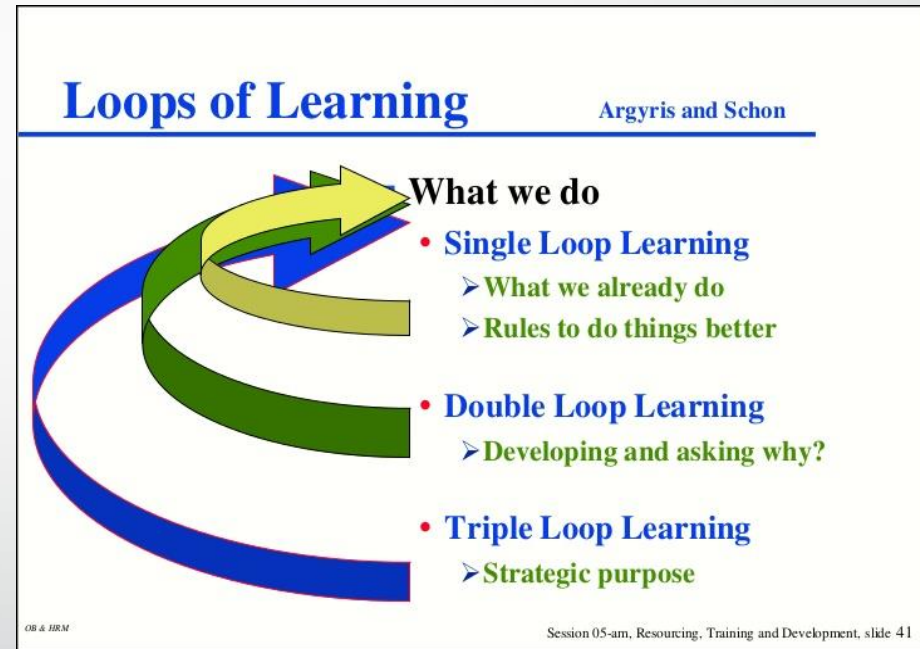 Loops of Learning
Argyris and Schon
What we do
• Single Loop Learning
➢What we already do
➢Rules to do things better
• Double Loop Learning
➢Developing and asking why?
• Triple Loop Learning
➢Strategic purpose
OB & HRM
Session 05-am, Resourcing, Training and Development, slide 41